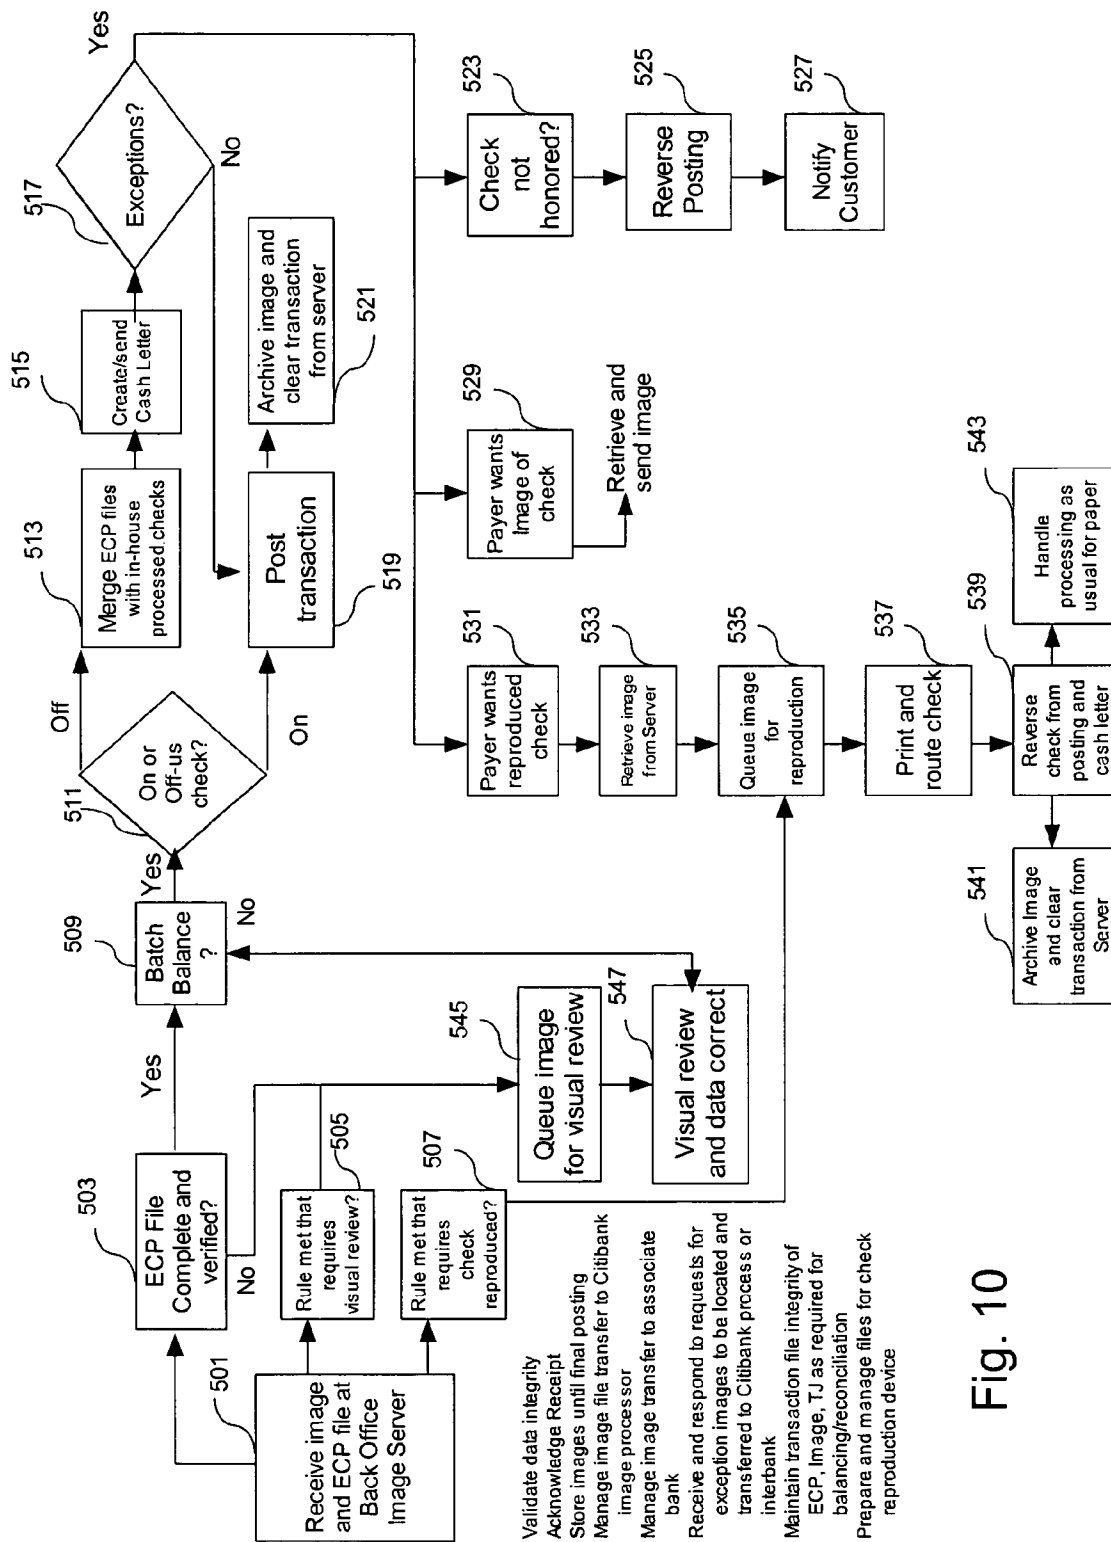 501
Receive image
and ECP file at
Back Office
Image Server
503
ECP File
Complete and
verified?
Yes
No
505
Rule met that
requires
visual review?
507
Rule met that
requires
check
reproduced?
509
Batch
Balance
?
Yes
No
545
Queue image
for visual review
547
Visual review
and data correct
511
On or
Off-us
check?
Off
On
513
Merge ECP files
with in-house
processed.checks
515
Create/send
Cash Letter
517
Exceptions?
Yes
No
Post
transaction
519
Archive image and
clear transaction
from server
521
523
Check
not
honored?
525
Reverse
Posting
527
Notify
Customer
529
Payer wants
Image of
check
Retrieve and
send image
531
Payer wants
reproduced
check
533
Retrieve image
from Server
535
Queue image
for
reproduction
537
Print and
route check
539
Reverse
check from
posting and
cash letter
541
Archive Image
and clear
transaction from
Server
543
Handle
processing as
usual for paper
Validate data integrity
Acknowledge Receipt
Store images until final posting
Manage image file transfer to Citibank
image processor
Manage image transfer to associate
bank
Receive and respond to requests for
exception images to be located and
transferred to Citibank process or
interbank
Maintain transaction file integrity of
ECP, Image, TJ as required for
balancing/reconciliation
Prepare and manage files for check
reproduction device
Fig. 10